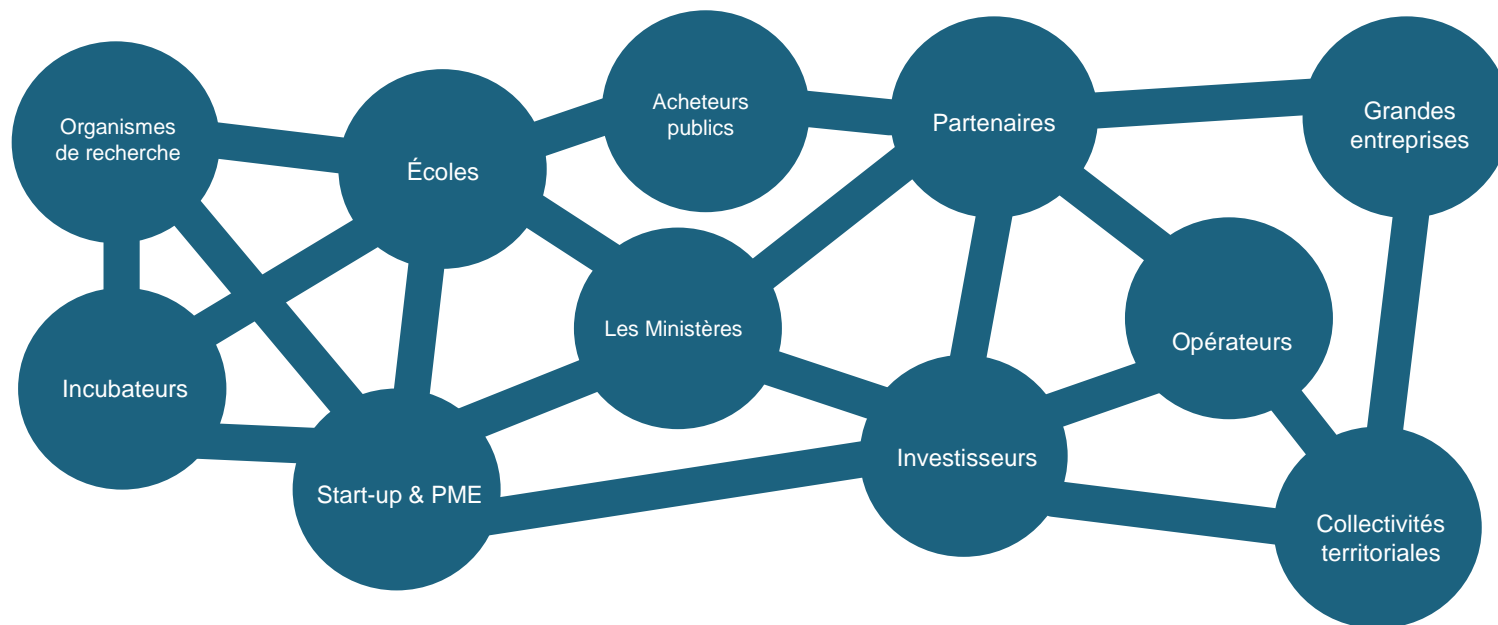 Organismes
de recherche
Écoles
Acheteurs
publics
Partenaires
Grandes
entreprises
Incubateurs
Start-up & PME
Les Ministères
Investisseurs
Opérateurs
Collectivités
territoriales